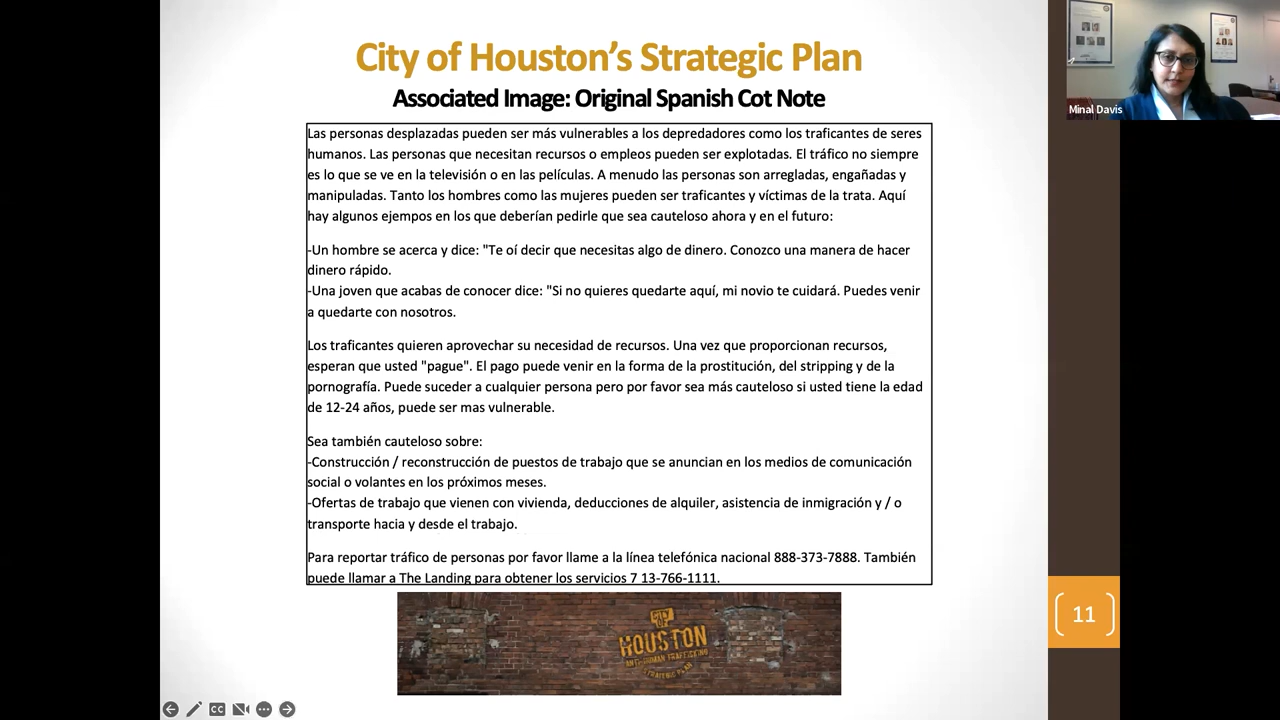 City of Houston's Strategic Plan
Associated Image: Original Spanish Cot Note
Las personas desplazadas pueden ser más vulnerables a los depredadores como los traficantes de seres
humanos. Las personas que necesitan recursos o empleos pueden ser explotadas. El tráfico no siempre
es lo que se ve en la televisión o en las películas. A menudo las personas son arregladas, engañadas y
manipuladas. Tanto los hombres como las mujeres pueden ser traficantes y víctimas de la trata. Aquí
hay algunos ejempos en los que deberían pedirle que sea cauteloso ahora y en el futuro:
-Un hombre se acerca y dice: "Te oí decir que necesitas algo de dinero. Conozco una manera de hacer
dinero rápido.
-Una joven que acabas de conocer dice: "Si no quieres quedarte aquí, mi novio te cuidará. Puedes venir
a quedarte con nosotros.
Los traficantes quieren aprovechar su necesidad de recursos. Una vez que proporcionan recursos,
esperan que usted "pague". El pago puede venir en la forma de la prostitución, del stripping y de la
pornografía. Puede suceder a cualquier persona pero por favor sea más cauteloso si usted tiene la edad
de 12-24 años, puede ser mas vulnerable.
Sea también cauteloso sobre:
-Construcción / reconstrucción de puestos de trabajo que se anuncian en los medios de comunicación
social o volantes en los próximos meses.
-Ofertas de trabajo que vienen con vivienda, deducciones de alquiler, asistencia de inmigración y / o
transporte hacia y desde el trabajo.
Para reportar tráfico de personas por favor llame a la línea telefónica nacional 888-373-7888. También
puede llamar a The Landing para obtener los servicios 7 13-766-1111.
CITY OF
HOUSTON
ANTI-HUMAN TRAFFICKING
STRATEGIC PLAN
11
Minal Davis
CC